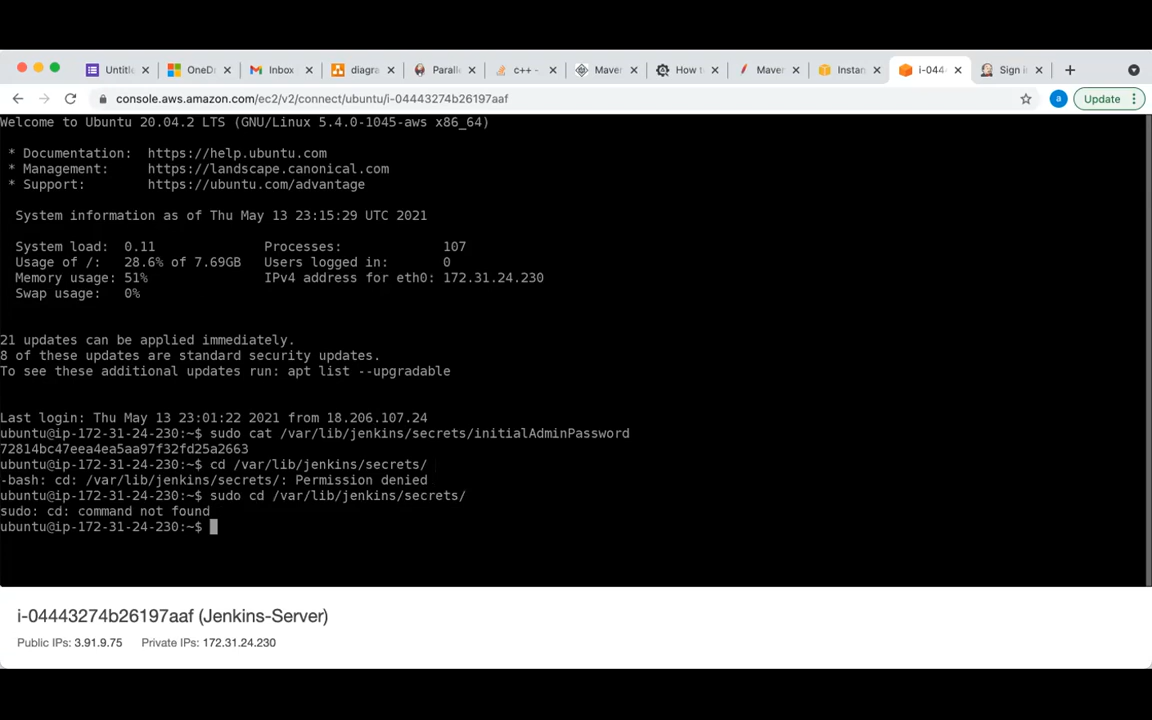 Untitl
OneDr
Inbox
diagra
Parall
c++ -
Maven
How to
Maven
Instan
i-044
Sign i
console.aws.amazon.com/ec2/v2/connect/ubuntu/i-04443274b26197aaf
a
Update
Welcome to Ubuntu 20.04.2 LTS (GNU/Linux 5.4.0-1045-aws x86_64)
* Documentation: https://help.ubuntu.com
* Management: https://landscape.canonical.com
* Support: https://ubuntu.com/advantage
System information as of Thu May 13 23:15:29 UTC 2021
System load: 0.11 Processes: 107
Usage of /: 28.6% of 7.69GB Users logged in: 0
Memory usage: 51% IPv4 address for eth0: 172.31.24.230
Swap usage: 0%
21 updates can be applied immediately.
8 of these updates are standard security updates.
To see these additional updates run: apt list --upgradable
Last login: Thu May 13 23:01:22 2021 from 18.206.107.24
ubuntu@ip-172-31-24-230:~$ sudo cat /var/lib/jenkins/secrets/initialAdminPassword
72814bc47eea4ea5aa97f32fd25a2663
ubuntu@ip-172-31-24-230:~$ cd /var/lib/jenkins/secrets/
-bash: cd: /var/lib/jenkins/secrets/: Permission denied
ubuntu@ip-172-31-24-230:~$ sudo cd /var/lib/jenkins/secrets/
sudo: cd: command not found
ubuntu@ip-172-31-24-230:~$
i-04443274b26197aaf (Jenkins-Server)
Public IPs: 3.91.9.75 Private IPs: 172.31.24.230